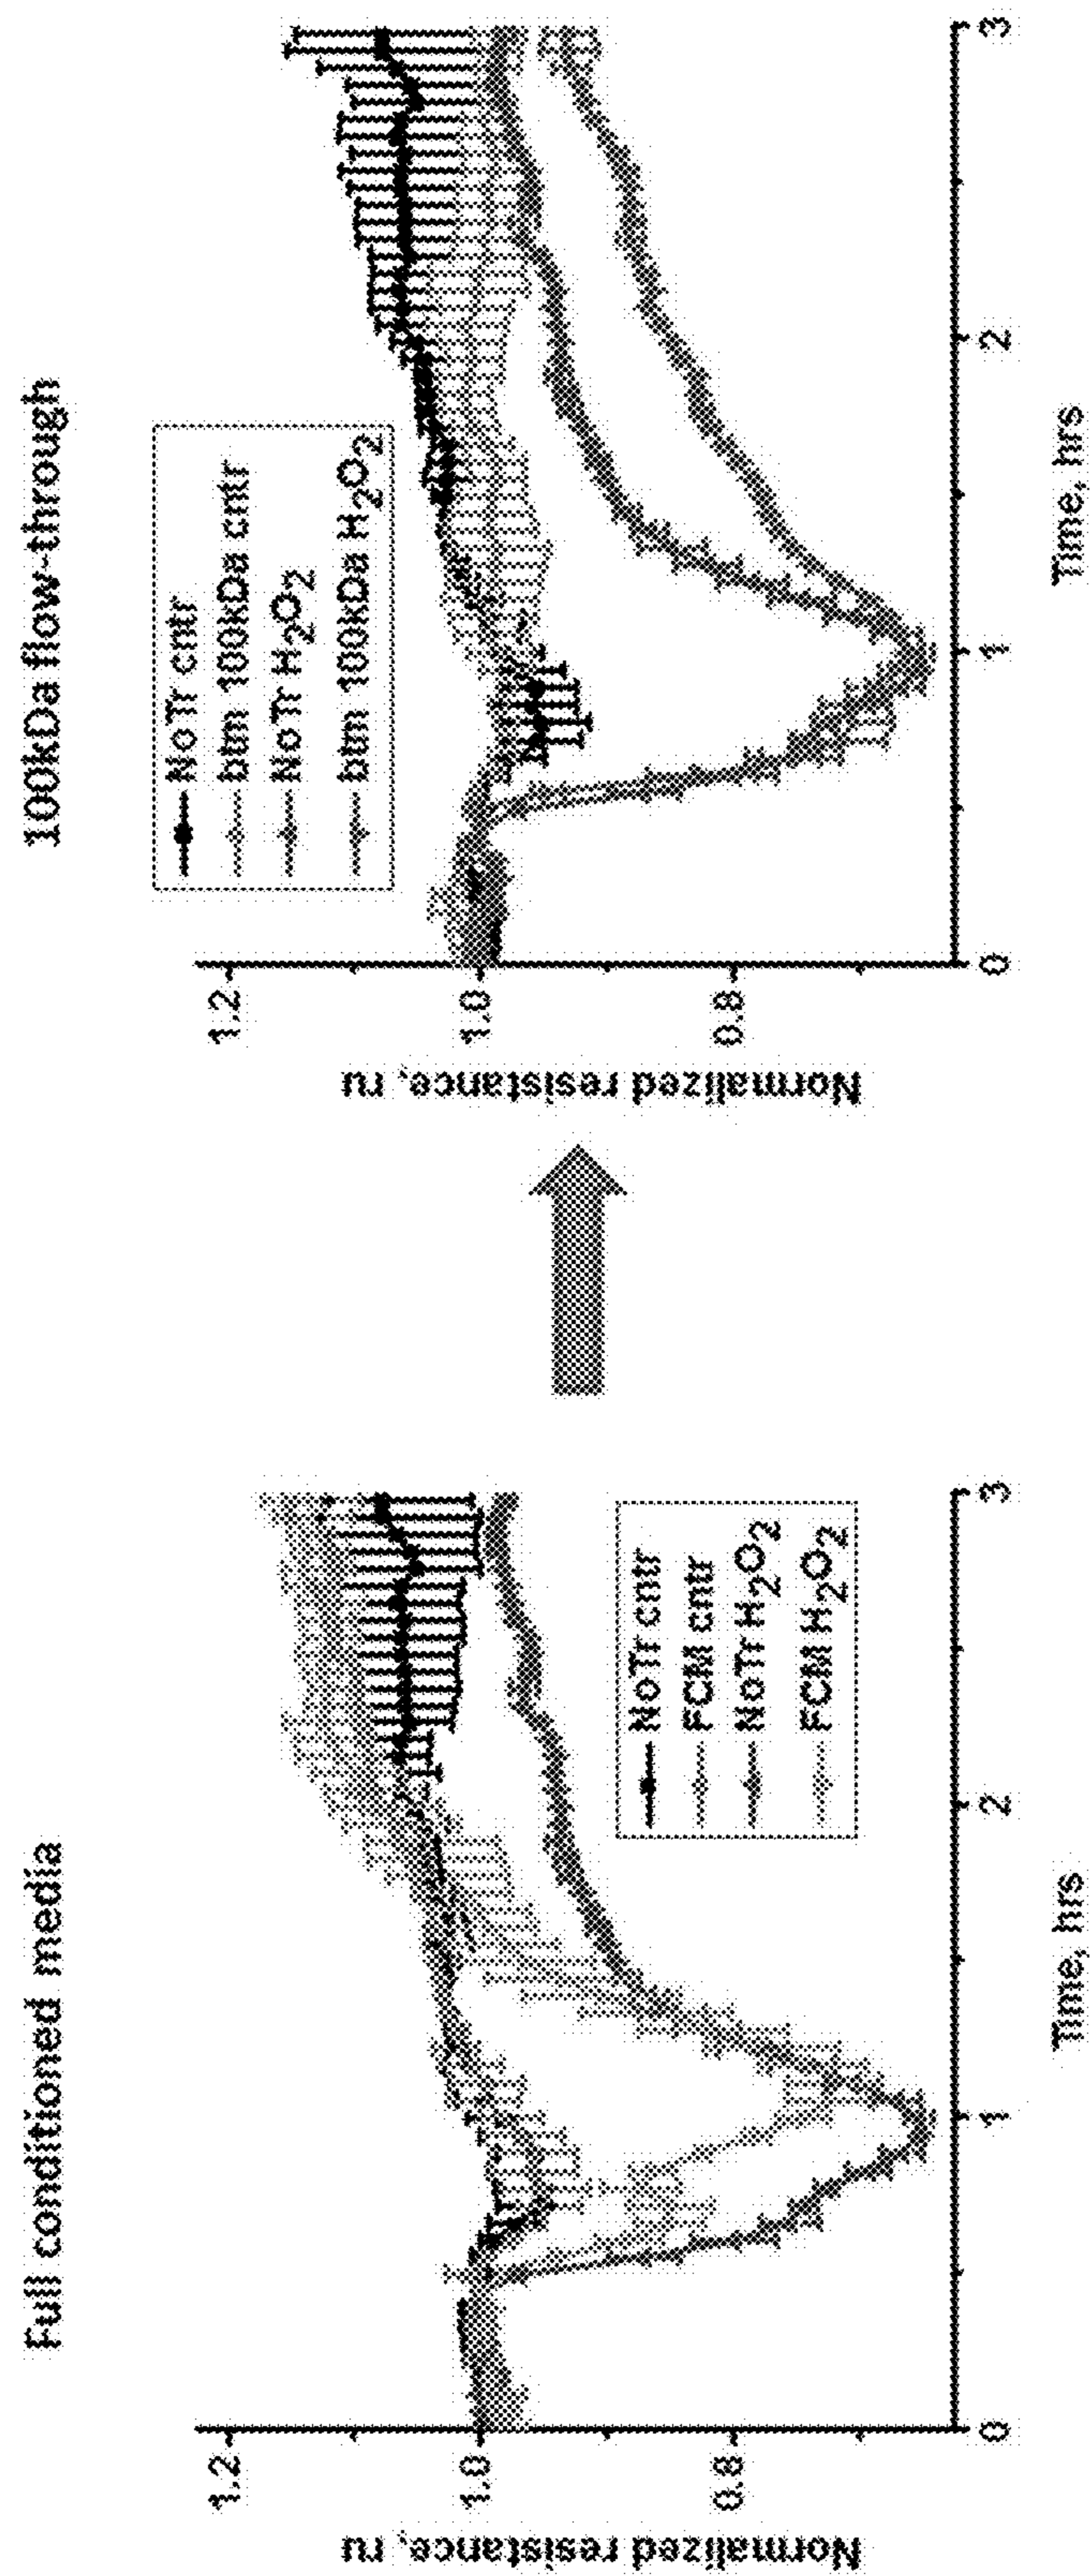 Full conditioned media
Normalized resistance, ru
1.2
1.0
0.8
NoTr cntr
FCM cntr
NoTr H2O2
FCM H2O2
0
1
2
3
Time, hrs
100kDa flow-through
Normalized resistance, ru
1.2
1.0
0.8
NoTr cntr
btm 100kDa cntr
NoTr H2O2
btm 100kDa H2O2
0
1
2
3
Time, hrs